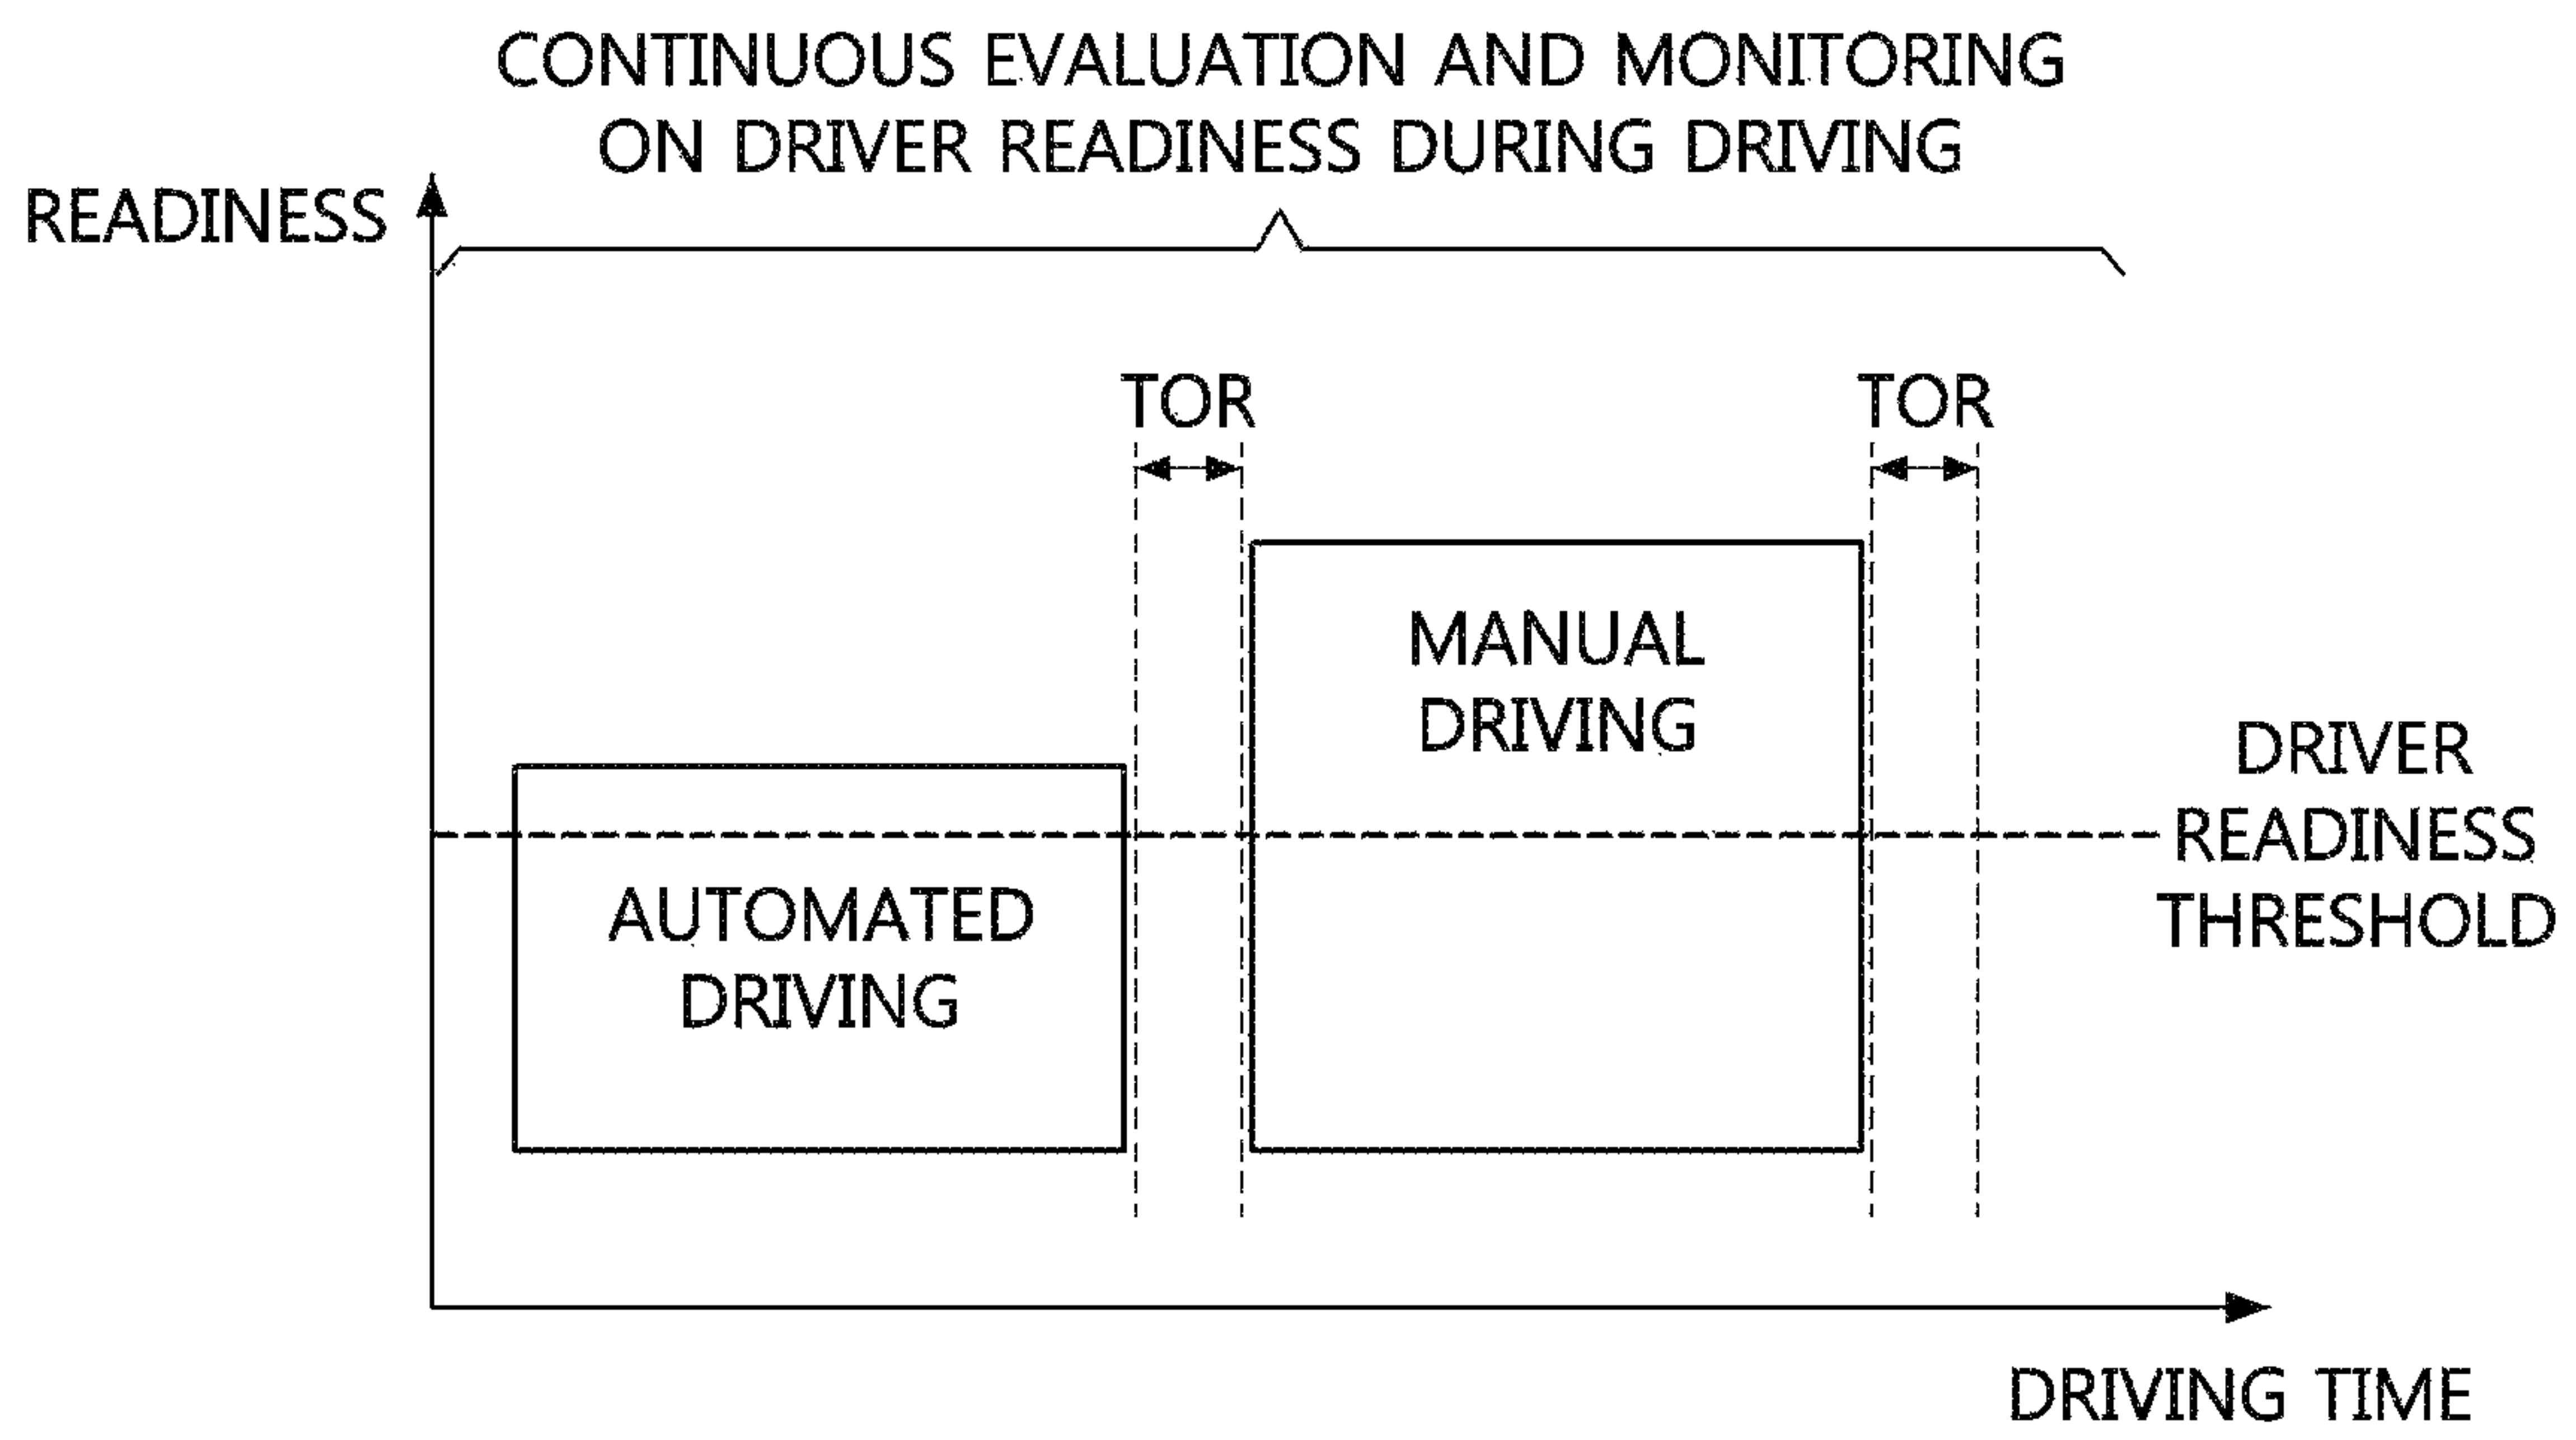 CONTINUOUS EVALUATION AND MONITORING
ON DRIVER READINESS DURING DRIVING
READINESS
TOR
TOR
MANUAL
DRIVING
AUTOMATED
DRIVING
DRIVER
READINESS
THRESHOLD
DRIVING TIME